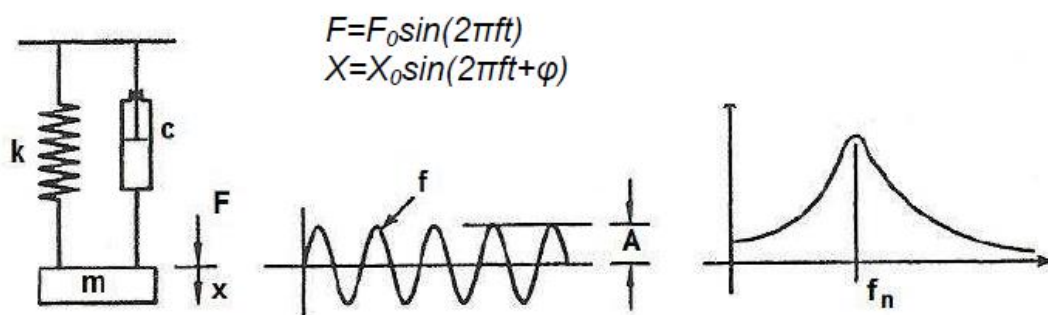 F=F₀sin(2πft)
X=X₀sin(2πft+φ)
k
c
F
m
x
f
A
fₙ